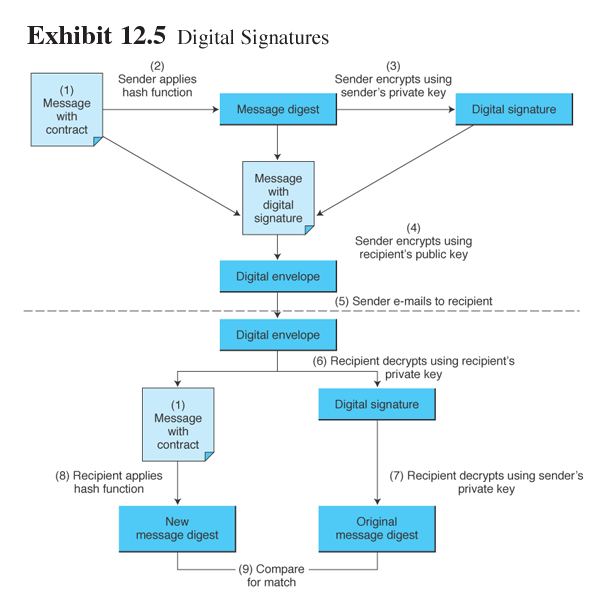 Exhibit 12.5 Digital Signatures
(1)
Message
with
contract
(2)
Sender applies
hash function
Message digest
(3)
Sender encrypts using
sender's private key
Digital signature
Message
with
digital
signature
(4)
Sender encrypts using
recipient's public key
Digital envelope
(5) Sender e-mails to recipient
Digital envelope
(6) Recipient decrypts using recipient's
private key
(1)
Message
with
contract
Digital signature
(8) Recipient applies
hash function
(7) Recipient decrypts using sender's
private key
New
message digest
Original
message digest
(9) Compare
for match